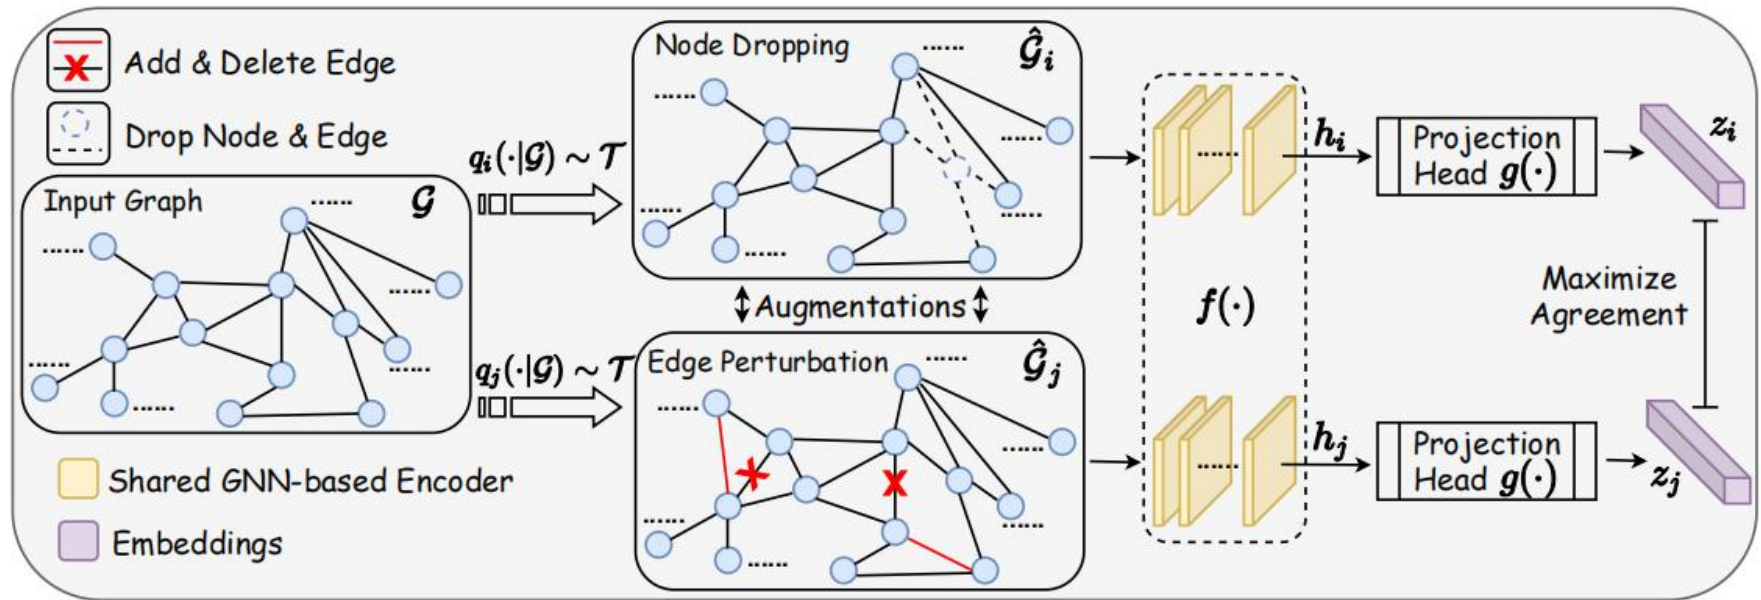 Add & Delete Edge
Drop Node & Edge
Input Graph
𝒢
......
......
......
......
......
......
qᵢ(·|𝒢) ~ 𝒯
qⱼ(·|𝒢) ~ 𝒯
Node Dropping
𝒢̂ᵢ
......
......
......
......
......
......
Augmentations
Edge Perturbation
𝒢̂ⱼ
......
......
......
......
......
......
Shared GNN-based Encoder
Embeddings
......
f(·)
......
hᵢ
Projection
Head g(·)
zᵢ
Maximize
Agreement
hⱼ
Projection
Head g(·)
zⱼ